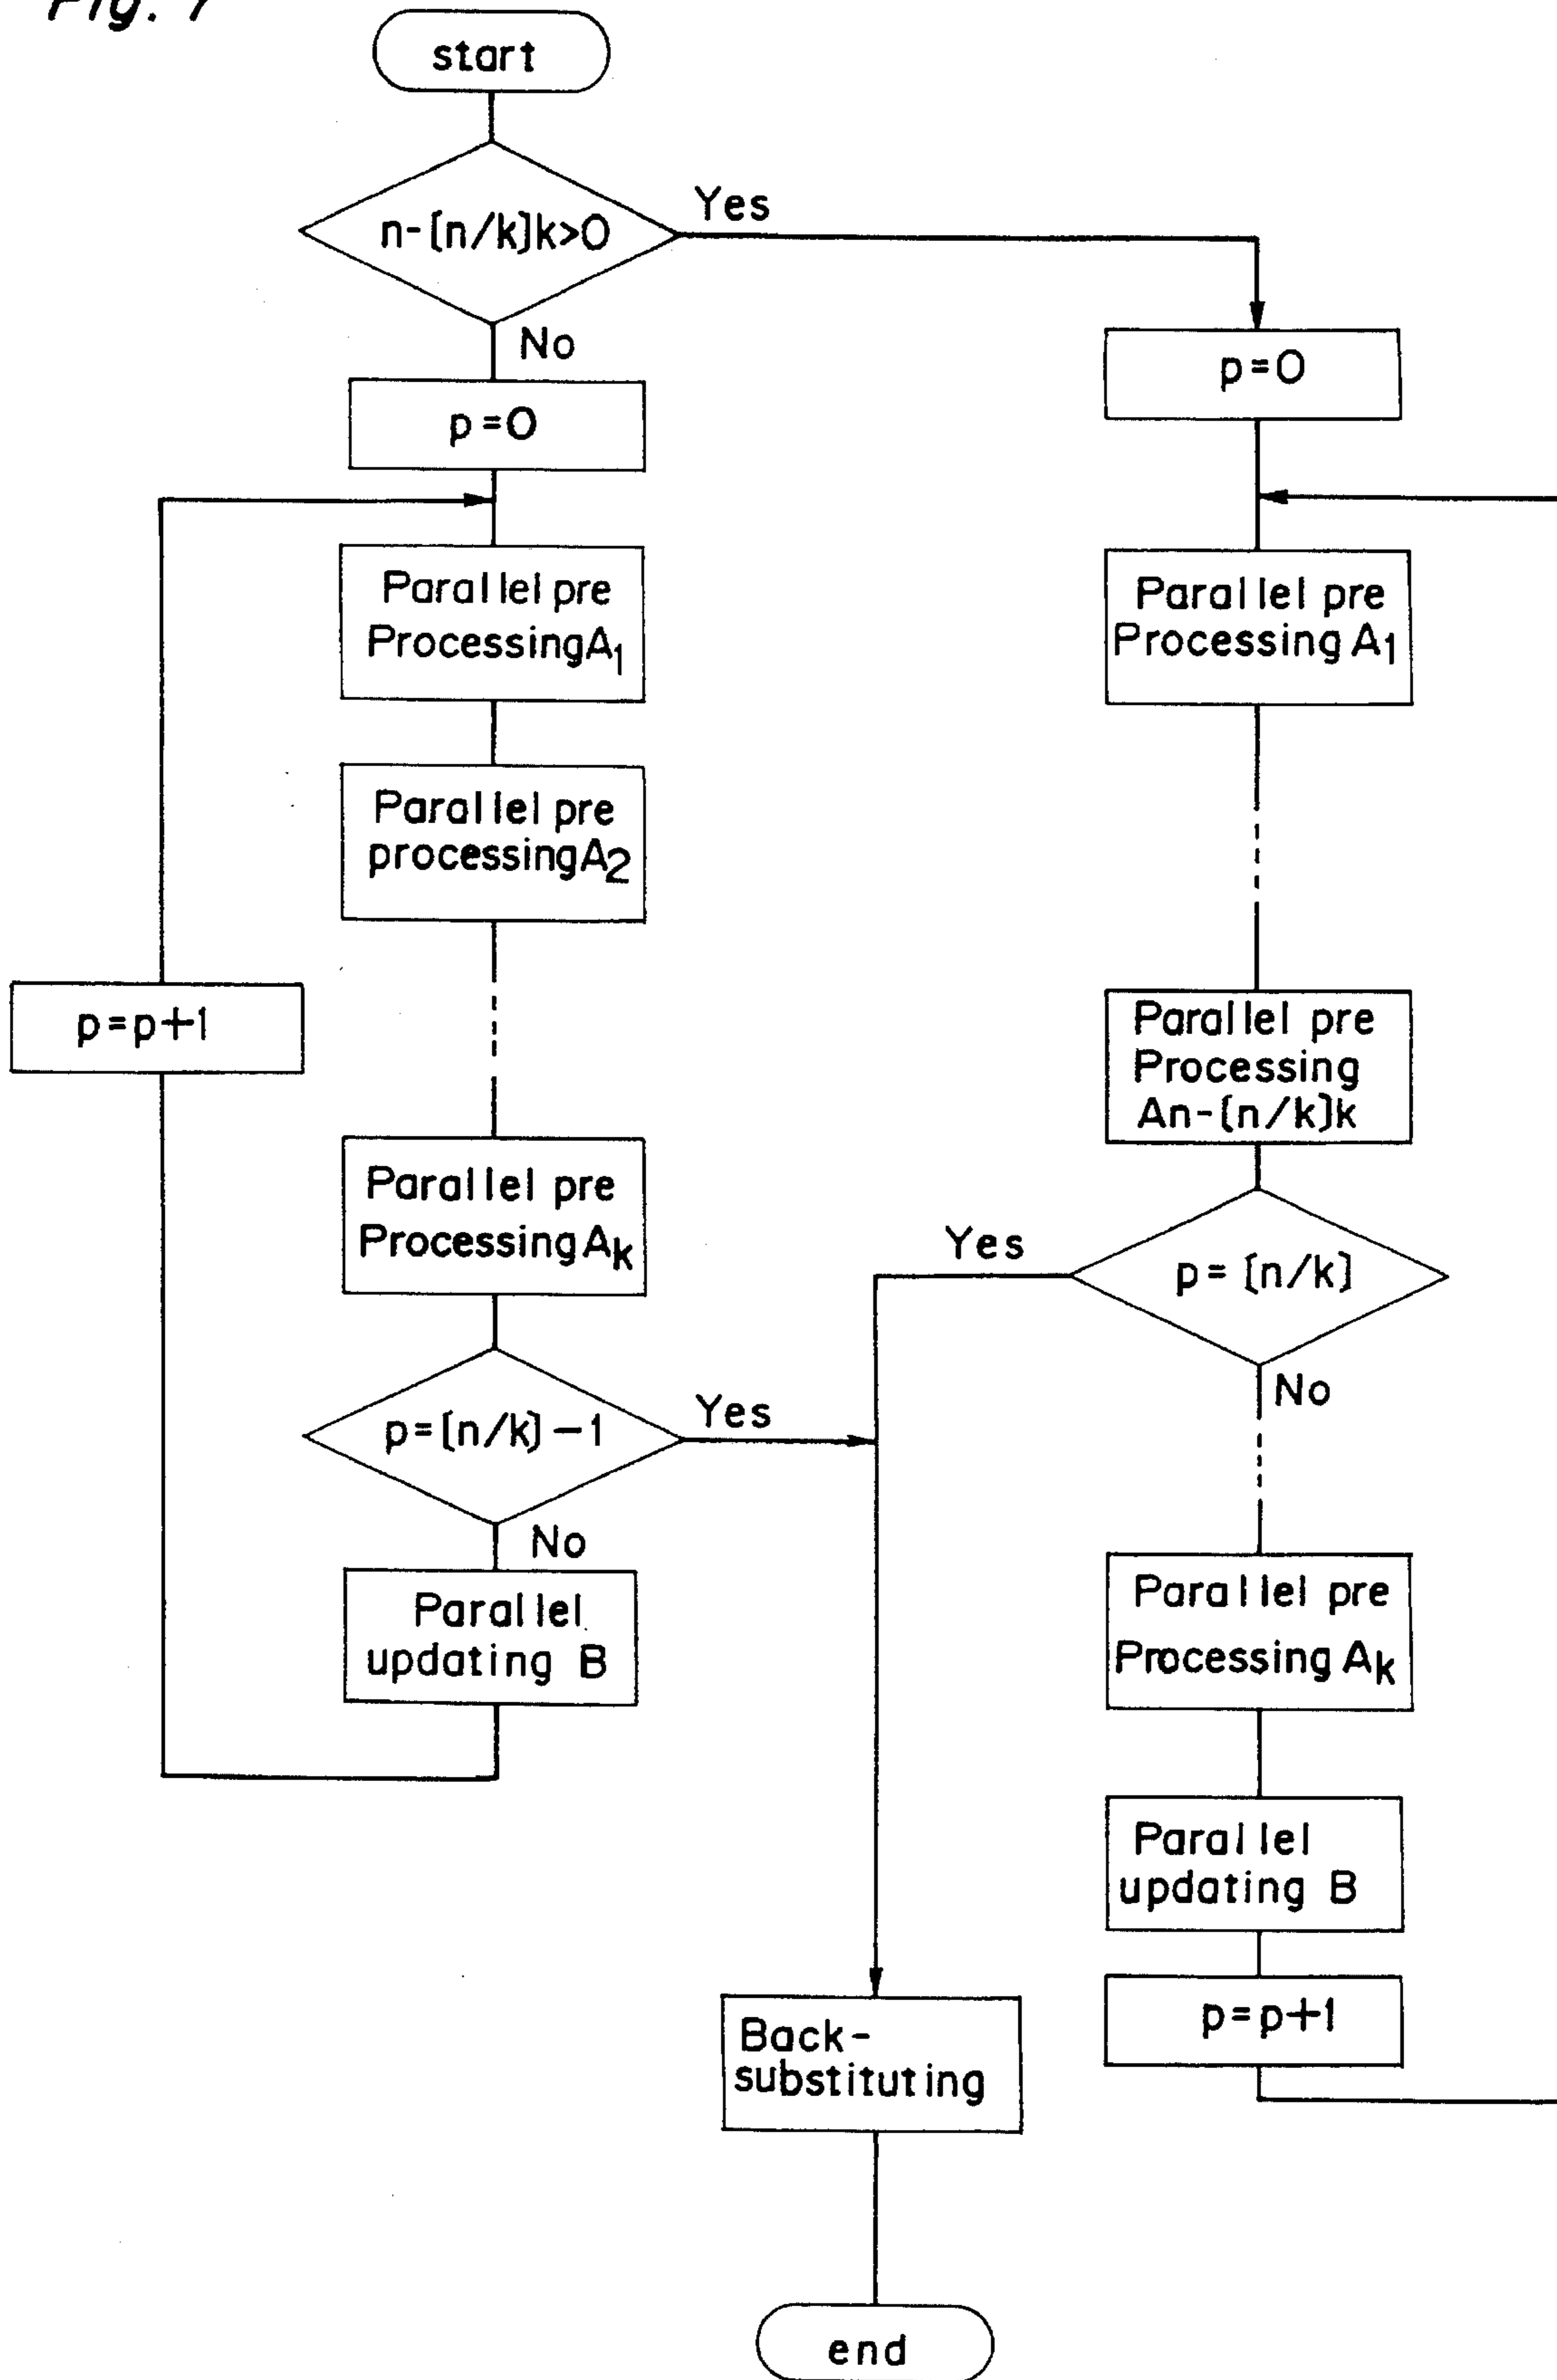 Fig. 7
start
n-[n/k]k>0
Yes
No
p=0
Parallel pre
ProcessingA1
Parallel pre
processingA2
p=p+1
Parallel pre
ProcessingAk
p=[n/k]-1
Yes
No
Parallel
updating B
p=0
Parallel pre
Processing A1
Parallel pre
Processing
An-[n/k]k
p=[n/k]
Yes
No
Parallel pre
Processing Ak
Parallel
updating B
p=p+1
Back-
substituting
end